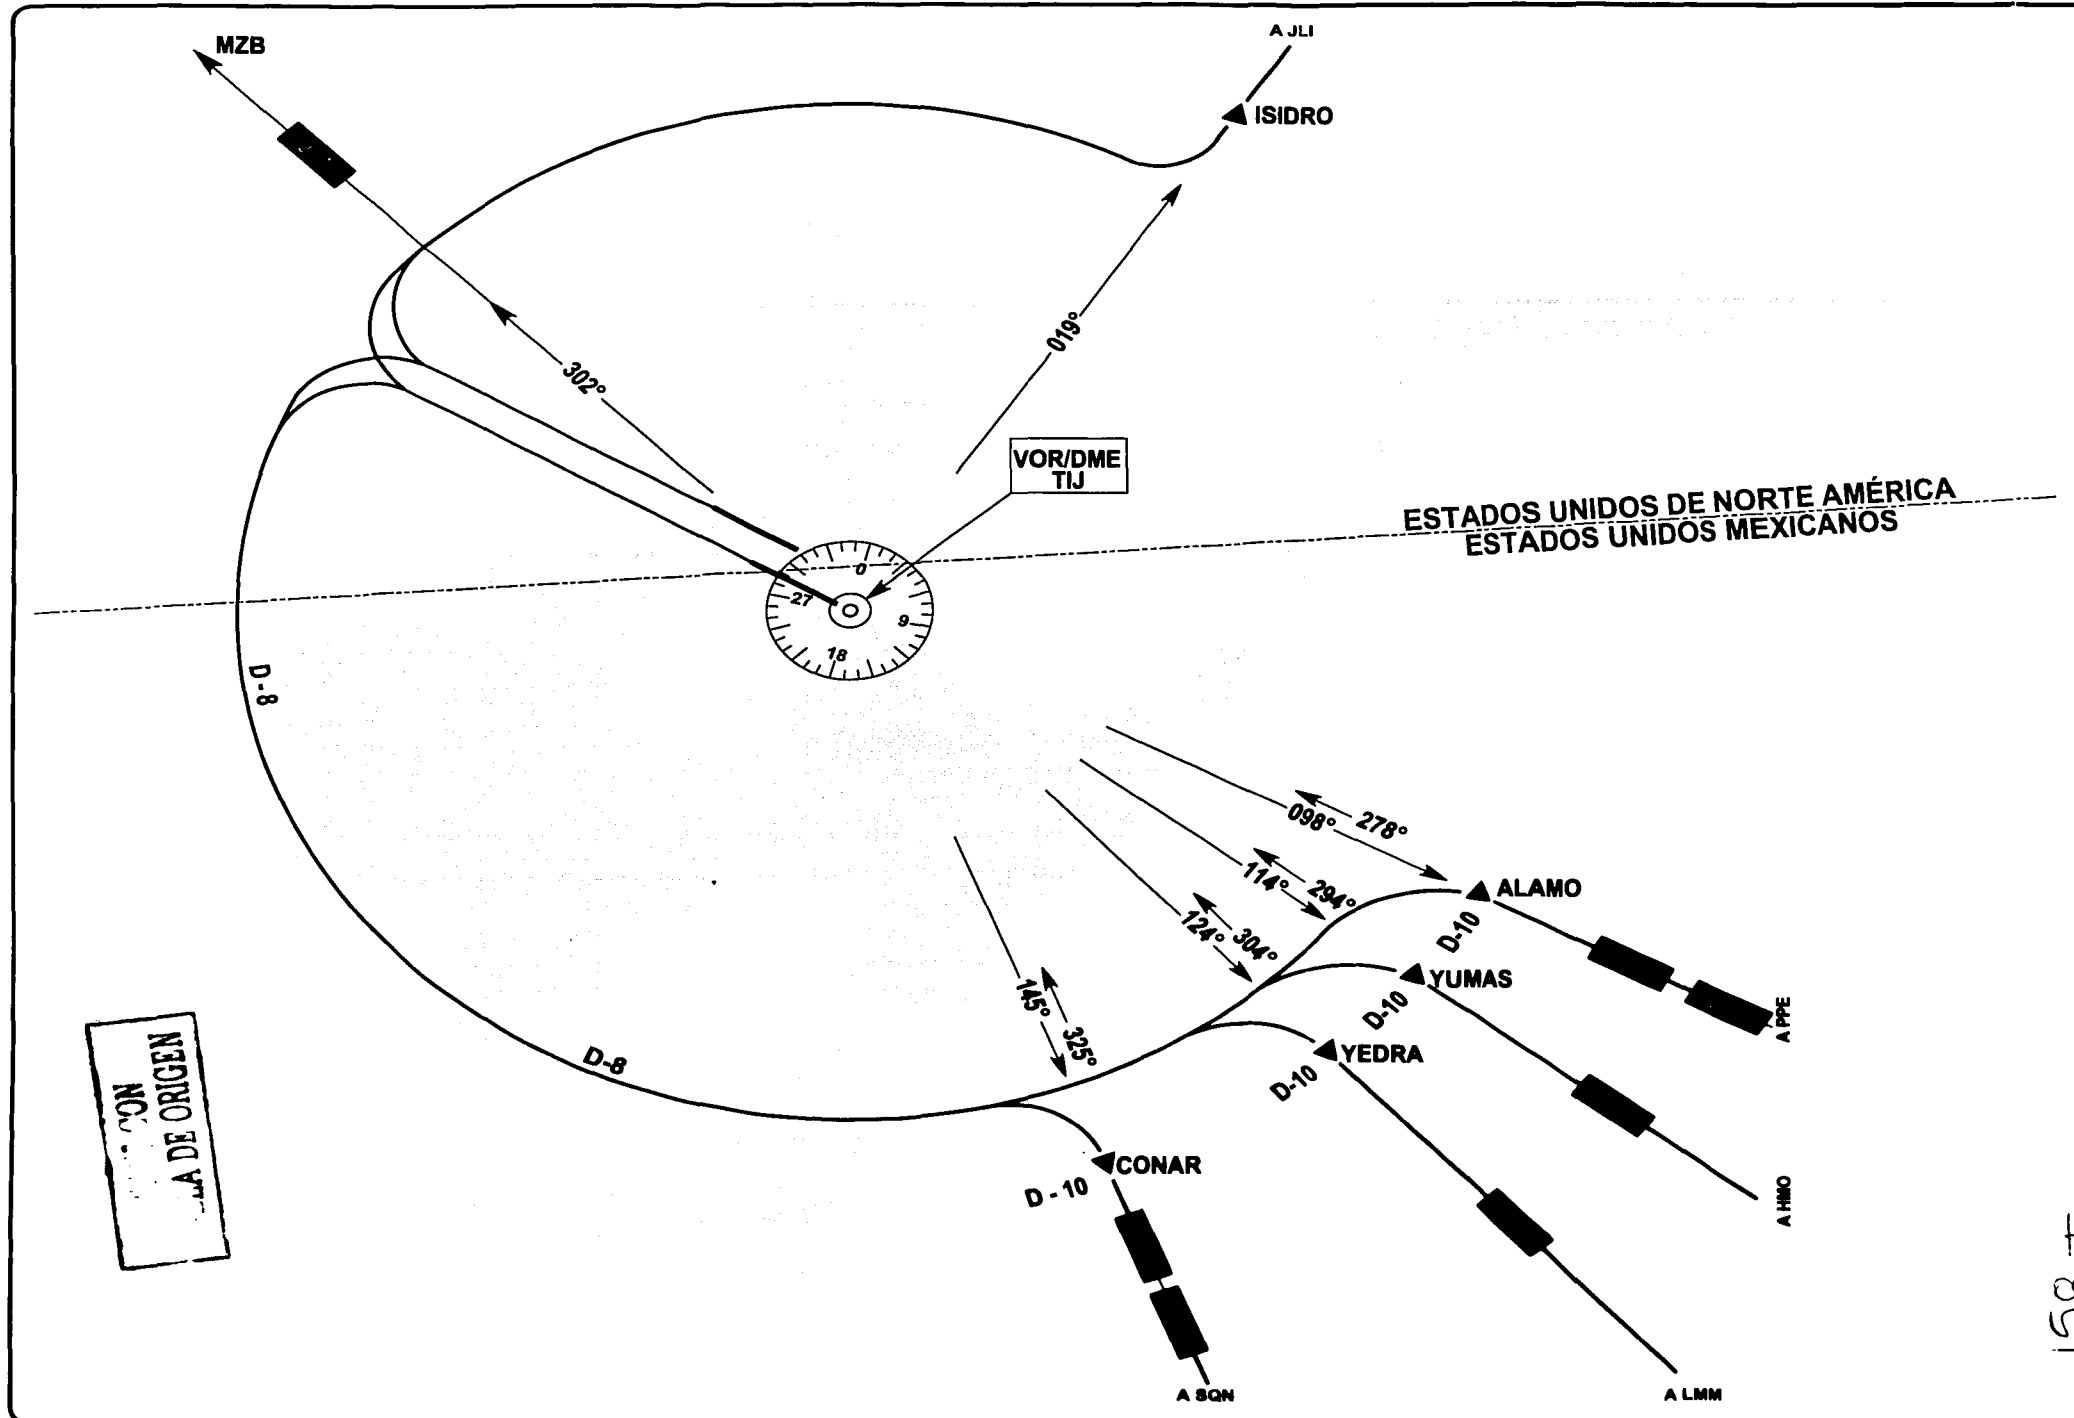 MZB
A JLI
ISIDRO
019°
302°
VOR/DME
TIJ
ESTADOS UNIDOS DE NORTE AMÉRICA
ESTADOS UNIDOS MEXICANOS
0
27
9
18
D-8
098°
278°
114°
294°
ALAMO
D-10
124°
304°
YUMAS
D-10
145°
325°
YEDRA
D-10
D-8
CONAR
D - 10
A PPE
A HMO
A SQN
A LMM
CON
A DE ORIGEN